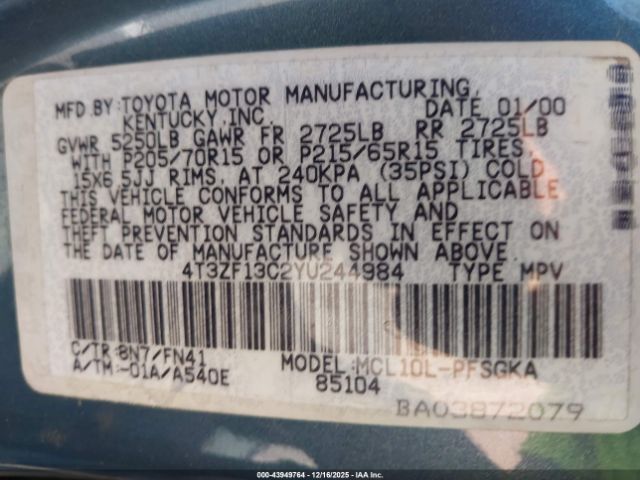 MFD BY:TOYOTA MOTOR MANUFACTURING,
KENTUCKY,INC. DATE 01/00
GVWR 5250LB GAWR FR 2725LB RR 2725LB
WITH P205/70R15 OR P215/65R15 TIRES,
15X6.5JJ RIMS, AT 240KPA (35PSI) COLD
THIS VEHICLE CONFORMS TO ALL APPLICABLE
FEDERAL MOTOR VEHICLE SAFETY AND
THEFT PREVENTION STANDARDS IN EFFECT ON
THE DATE OF MANUFACTURE SHOWN ABOVE.
4T3ZF13C2YU244984 TYPE MPV
C/TR:8N7/FN41 MODEL:MCL10L-PFSGKA
A/TM:-01A/A540E 85104
BA03872079
000-43949764 - 12/16/2025 - IAA Inc.